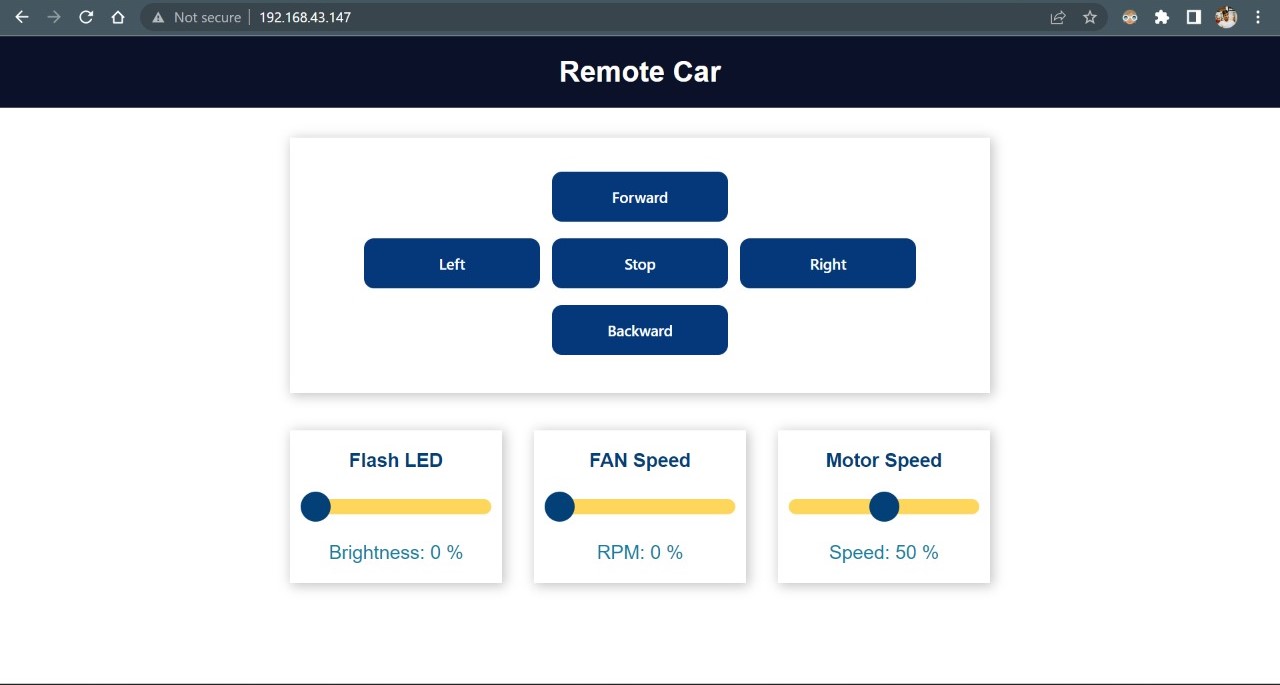 Not secure 192.168.43.147
Remote Car
Forward
Left Stop Right
Backward
Flash LED FAN Speed Motor Speed
Brightness: 0 % RPM: 0 % Speed: 50 %